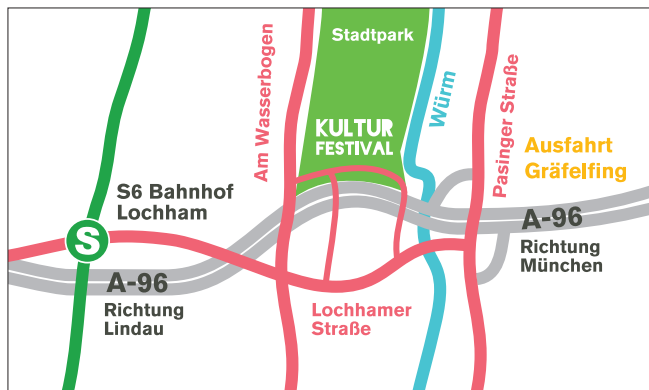 Stadtpark
KULTUR
FESTIVAL
Am Wasserbogen
Würm
Pasinger Straße
Ausfahrt
Gräfelfing
S6 Bahnhof
Lochham
S
A-96
Richtung
München
A-96
Richtung
Lindau
Lochhamer
Straße